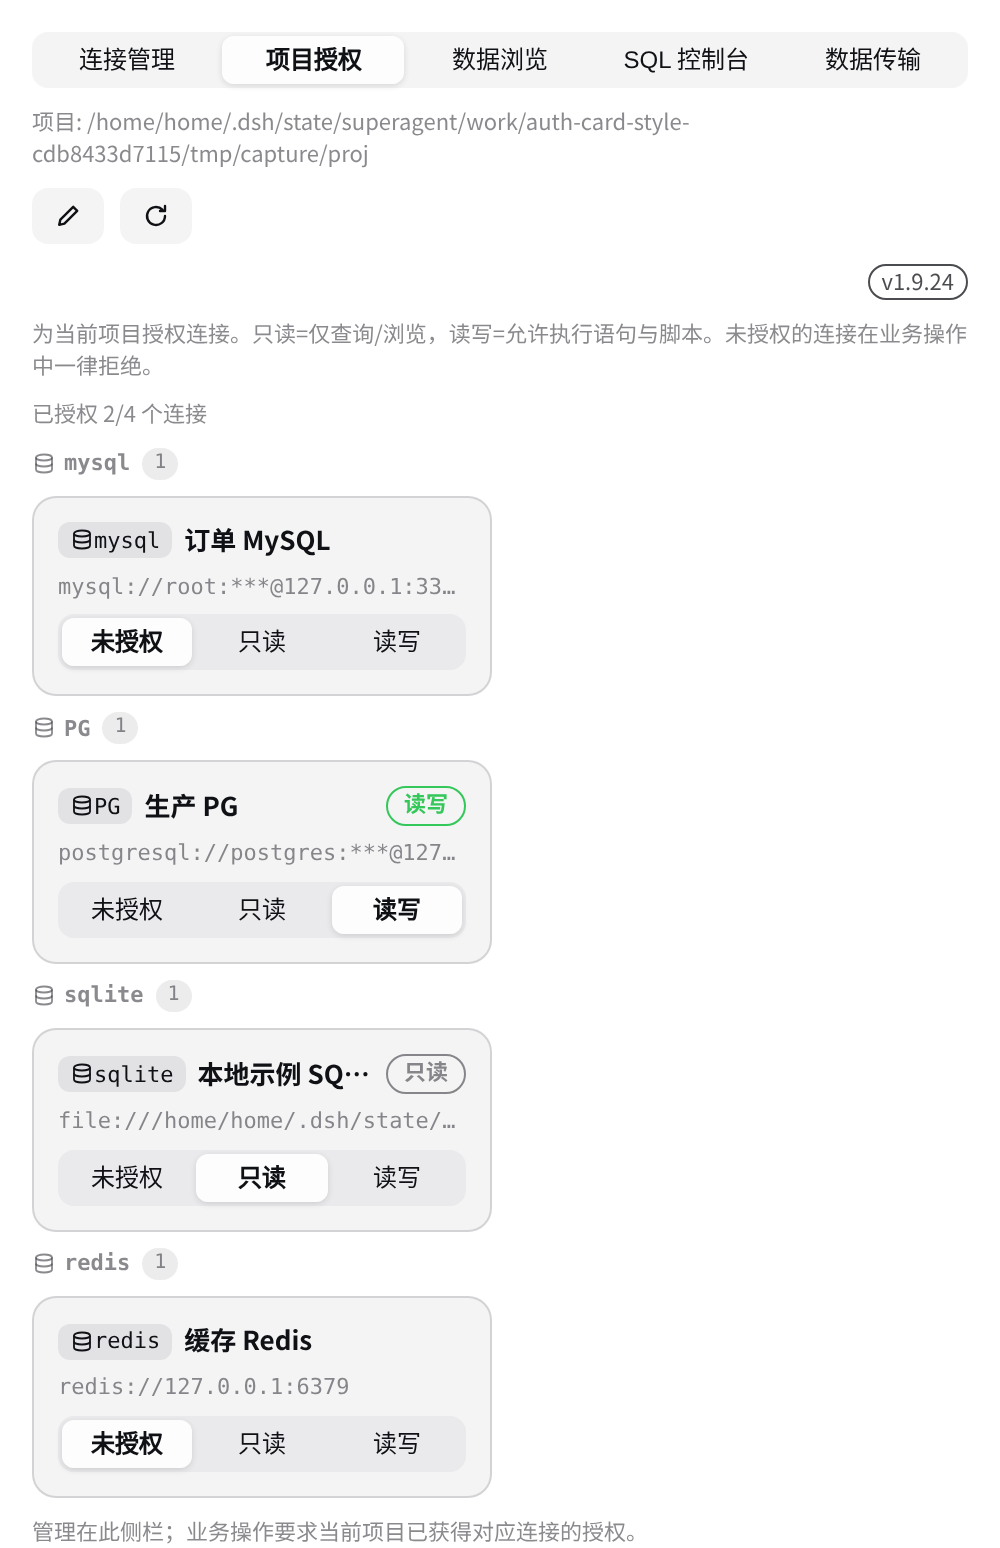 连接管理 项目授权 数据浏览 SQL 控制台 数据传输
项目: /home/home/.dsh/state/superagent/work/auth-card-style-
cdb8433d7115/tmp/capture/proj
v1.9.24
为当前项目授权连接。只读=仅查询/浏览，读写=允许执行语句与脚本。未授权的连接在业务操作
中一律拒绝。
已授权 2/4 个连接
mysql 1
mysql 订单 MySQL
mysql://root:***@127.0.0.1:33…
未授权 只读 读写
PG 1
PG 生产 PG 读写
postgresql://postgres:***@127…
未授权 只读 读写
sqlite 1
sqlite 本地示例 SQ… 只读
file:///home/home/.dsh/state/…
未授权 只读 读写
redis 1
redis 缓存 Redis
redis://127.0.0.1:6379
未授权 只读 读写
管理在此侧栏；业务操作要求当前项目已获得对应连接的授权。